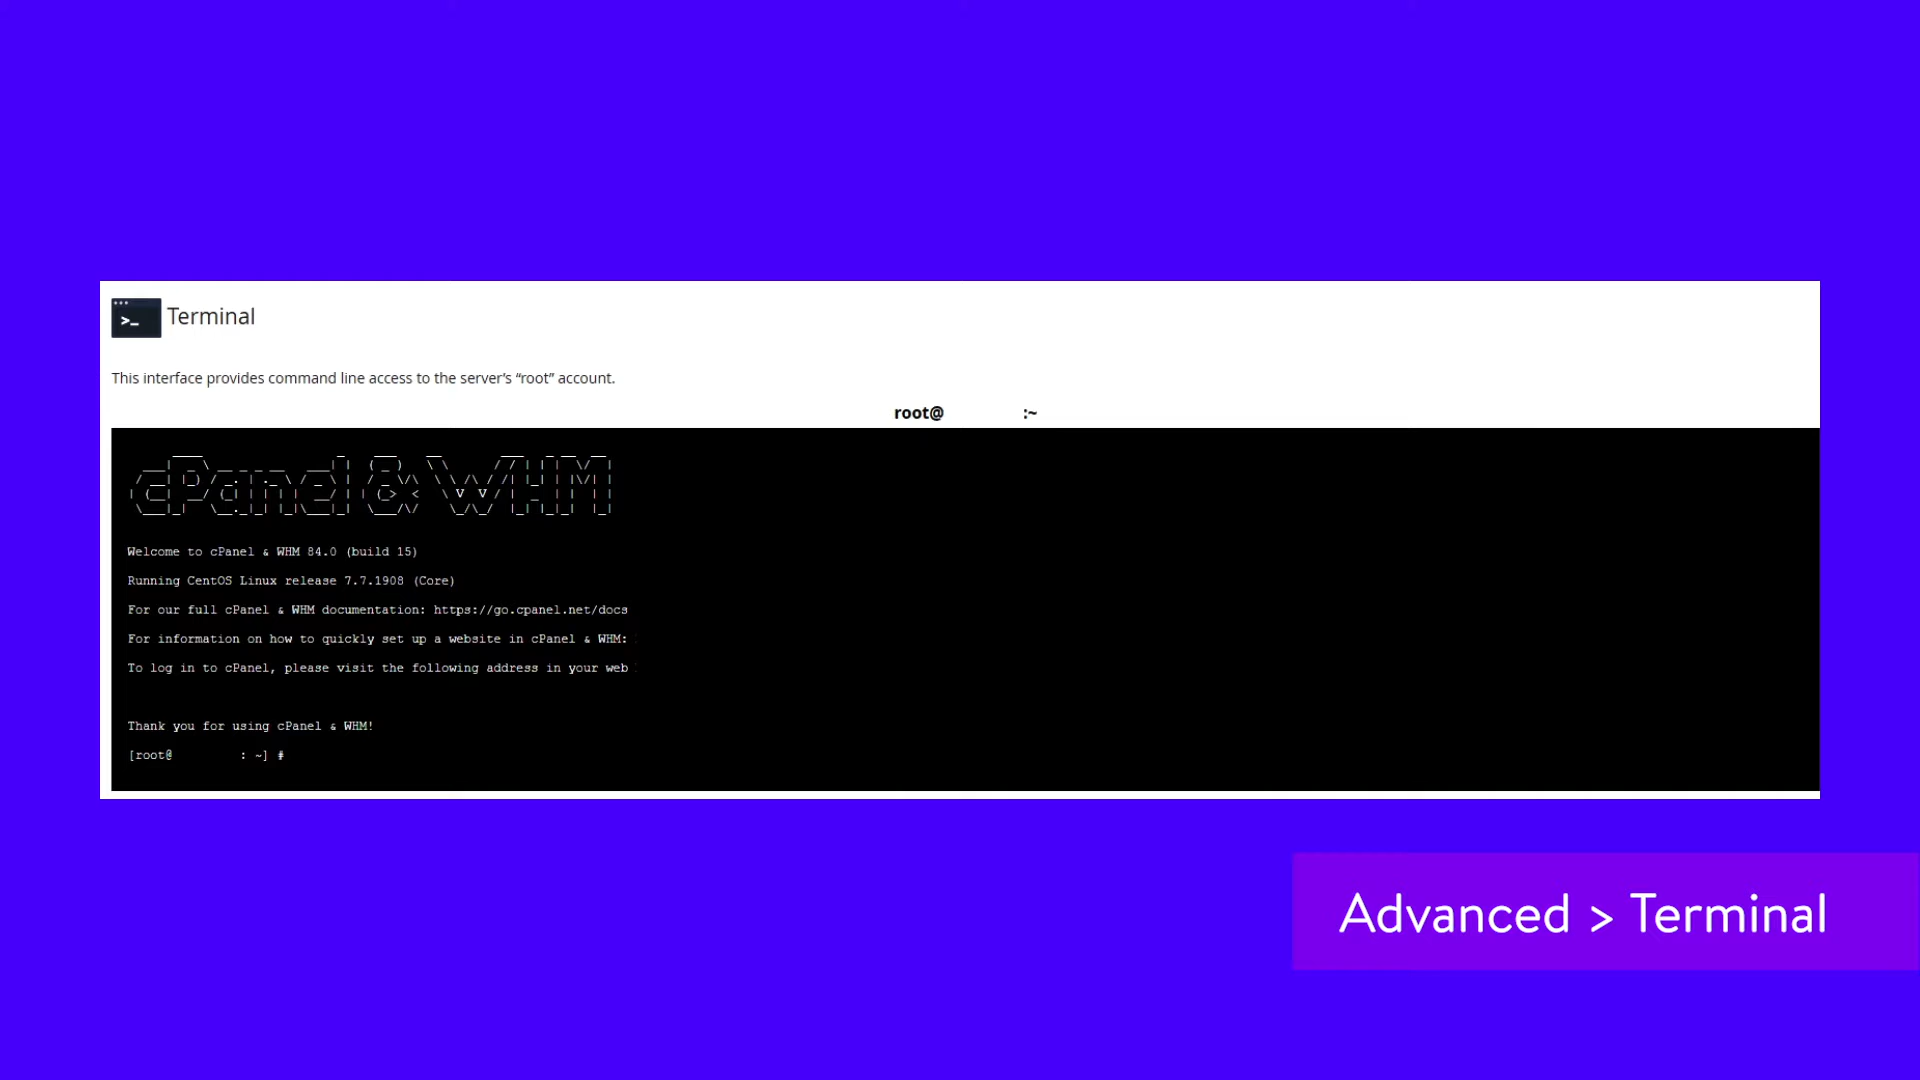 >_ Terminal
This interface provides command line access to the server's “root” account.
root@ :~
cPanel & WHM
Welcome to cPanel & WHM 84.0 (build 15)
Running CentOS Linux release 7.7.1908 (Core)
For our full cPanel & WHM documentation: https://go.cpanel.net/docs
For information on how to quickly set up a website in cPanel & WHM:
To log in to cPanel, please visit the following address in your web
Thank you for using cPanel & WHM!
[root@ : ~] #
Advanced > Terminal